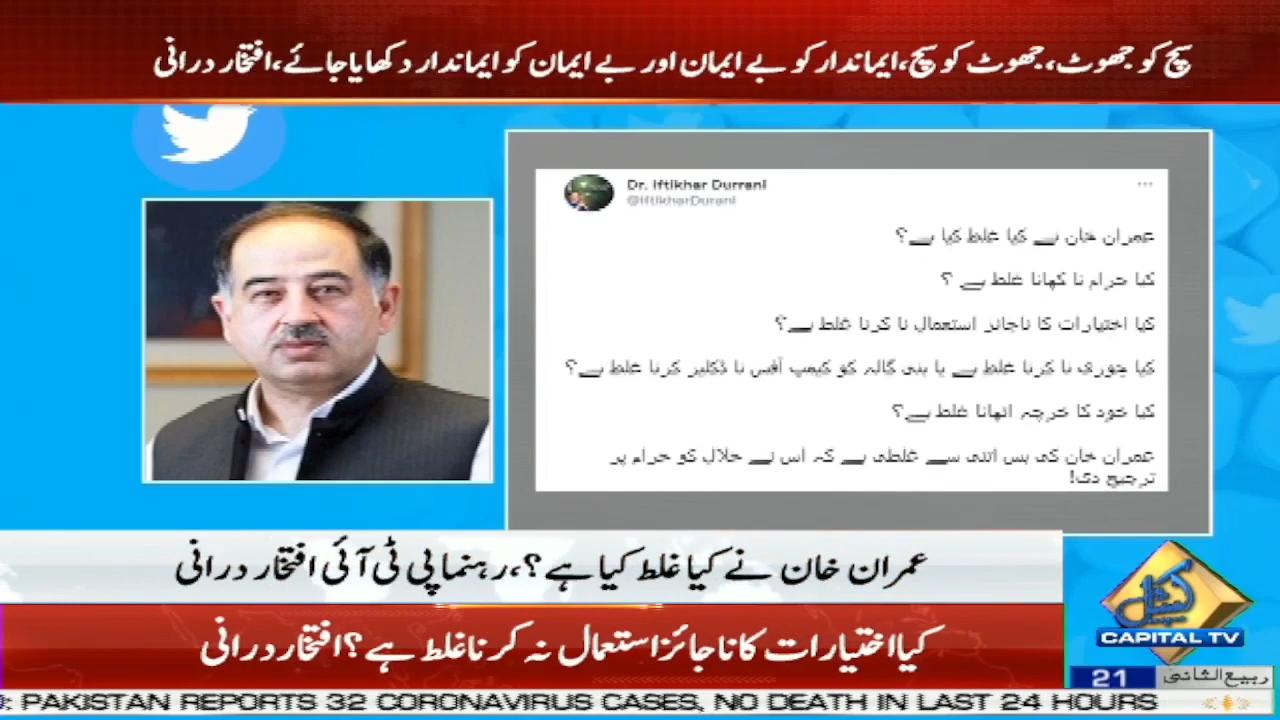 سچ کو جھوٹ، جھوٹ کو سچ، ایماندار کو بے ایمان اور بے ایمان کو ایماندار دکھایا جائے، افتخار درانی
Dr. Iftikhar Durrani
@IftikharDurani
عمران خان نے کیا غلط کیا ہے؟
کیا حرام نا کھانا غلط ہے ؟
کیا اختیارات کا ناجائز استعمال نا کرنا غلط ہے؟
کیا چوری نا کرنا غلط ہے یا بنی گالہ کو کیمپ آفس نا ڈکلیر کرنا غلط ہے؟
کیا خود کا خرچہ اٹھانا غلط ہے؟
عمران خان کی بس اتنی سے غلطی ہے کہ اس نے حلال کو حرام پر
ترجیح دی!
عمران خان نے کیا غلط کیا ہے؟، رہنما پی ٹی آئی افتخار درانی
کیا اختیارات کا ناجائز استعمال نہ کرنا غلط ہے؟ افتخار درانی
کیپیٹل
CAPITAL TV
21 ربیع الثانی
: PAKISTAN REPORTS 32 CORONAVIRUS CASES, NO DEATH IN LAST 24 HOURS